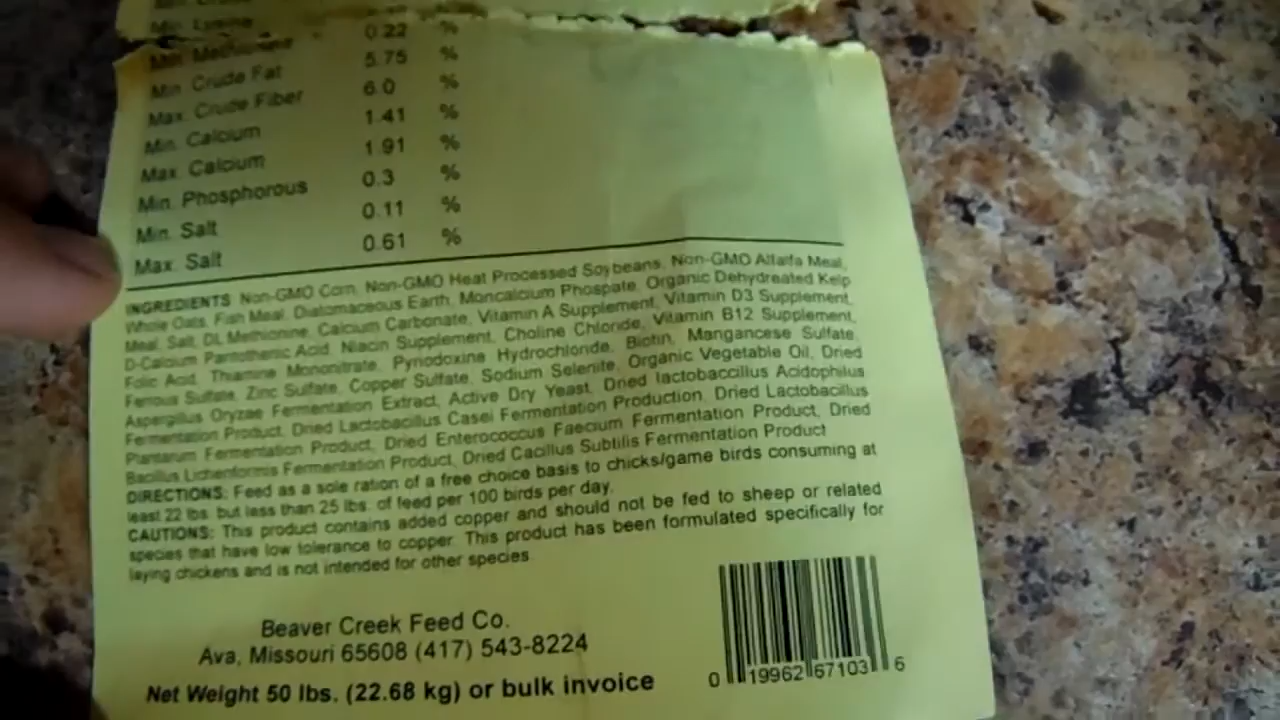 Min. Lysine
Min. Methionine 0.22 %
Min. Crude Fat 5.75 %
Max. Crude Fiber 6.0 %
Min. Calcium 1.41 %
Max. Calcium 1.91 %
Min. Phosphorous 0.3 %
Min. Salt 0.11 %
Max. Salt 0.61 %
INGREDIENTS Non-GMO Corn, Non-GMO Heat Processed Soybeans, Non-GMO Alfalfa Meal,
Whole Oats, Fish Meal, Diatomaceous Earth, Moncalcium Phospate, Organic Dehydreated Kelp
Meal, Salt, DL Methionine, Calcium Carbonate, Vitamin A Supplement, Vitamin D3 Supplement,
D-Calcium Pantothenic Acid, Niacin Supplement, Choline Chloride, Vitamin B12 Supplement,
Folic Acid, Thiamine Mononitrate, Pyriodoxine Hydrochloride, Biotin, Mangancese Sulfate,
Ferrous Sulfate, Zinc Sulfate, Copper Sulfate, Sodium Selenite, Organic Vegetable Oil, Dried
Aspergillus Oryzae Fermentation Extract, Active Dry Yeast, Dried lactobaccillus Acidophilus
Fermentation Product, Dried Lactobacillus Casei Fermentation Production, Dried Lactobacillus
Plantarum Fermentation Product, Dried Enterococcus Faecium Fermentation Product, Dried
Bacillus Lichenformis Fermentation Product, Dried Cacillus Subtilis Fermentation Product
DIRECTIONS: Feed as a sole ration of a free choice basis to chicks/game birds consuming at
least 22 lbs. but less than 25 lbs. of feed per 100 birds per day.
CAUTIONS: This product contains added copper and should not be fed to sheep or related
species that have low tolerance to copper. This product has been formulated specifically for
laying chickens and is not intended for other species.
Beaver Creek Feed Co.
Ava, Missouri 65608 (417) 543-8224
Net Weight 50 lbs. (22.68 kg) or bulk invoice
0 19962 67103 6